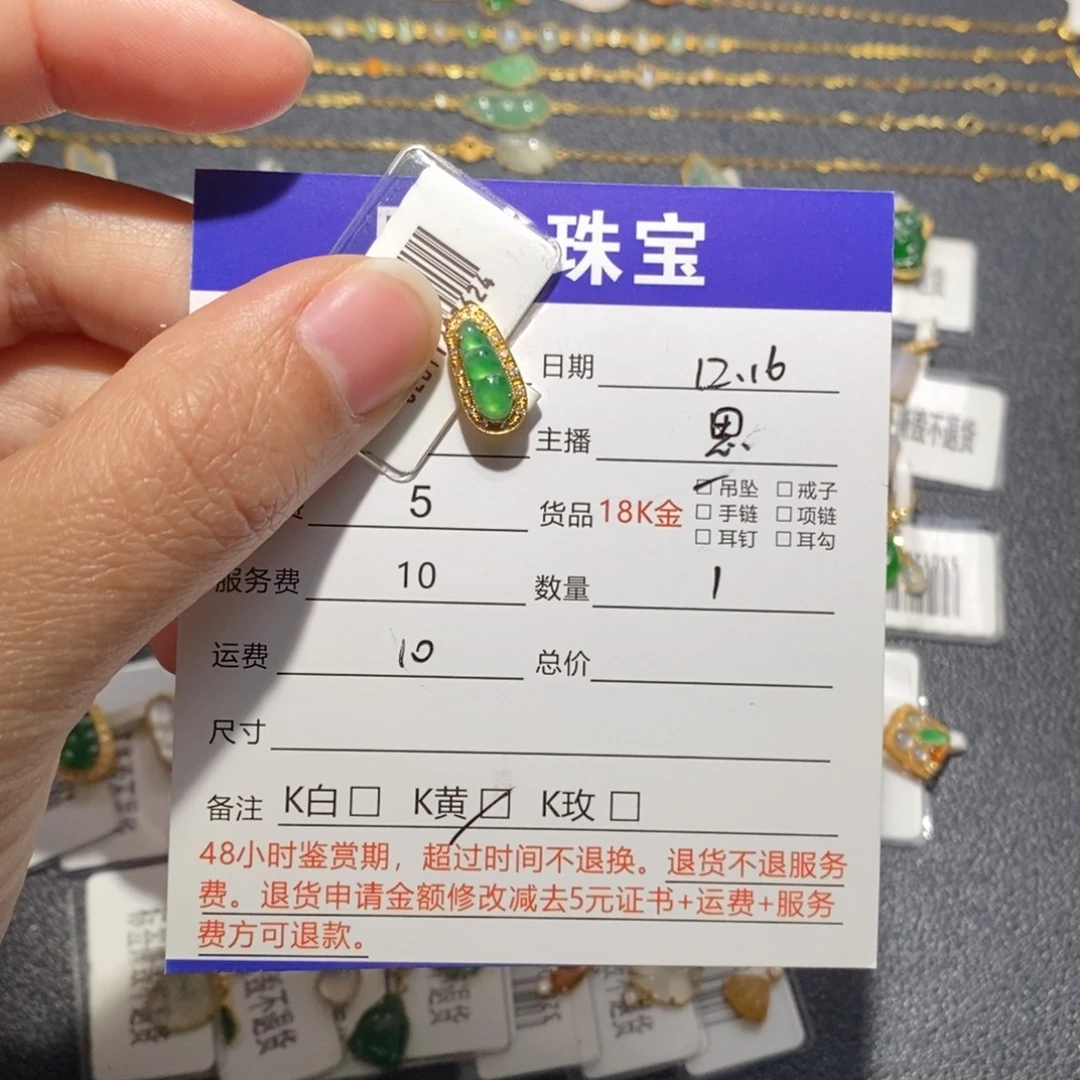 珠宝
日期 12.16
主播 思
5 货品 18K金 ☑吊坠 □戒子
□手链 □项链
□耳钉 □耳勾
服务费 10 数量 1
运费 10 总价
尺寸
备注 K白□ K黄☑ K玫□
48小时鉴赏期，超过时间不退换。退货不退服务
费。退货申请金额修改减去5元证书+运费+服务
费方可退款。
不退货